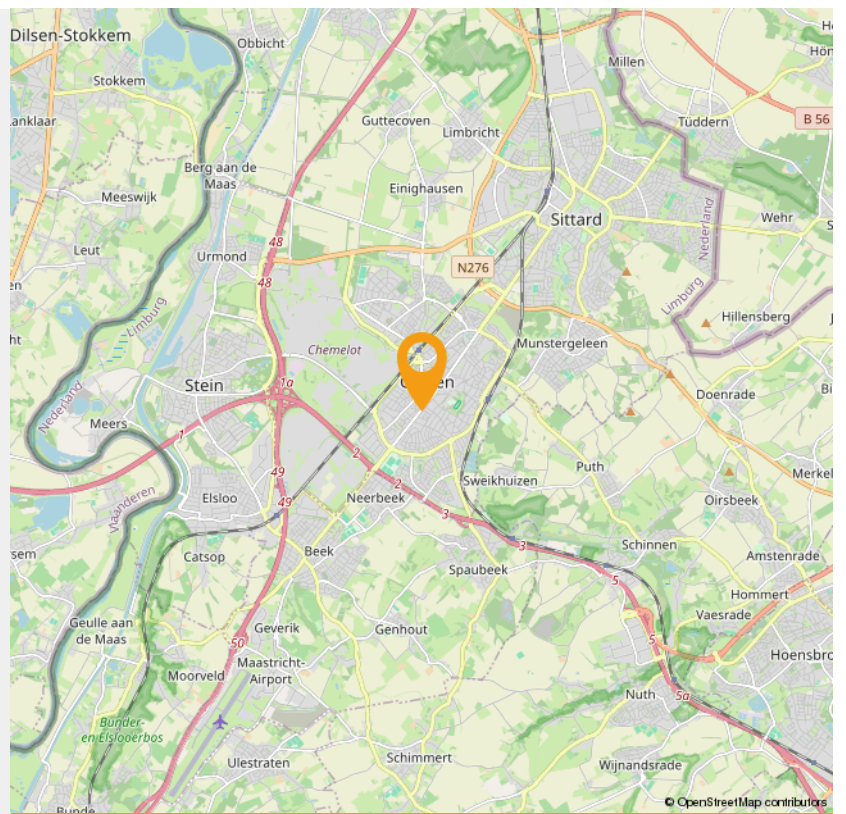 Dilsen-Stokkem
Obbicht
Millen
Stokkem
Guttecoven
Limbricht
Tüddern
B 56
Berg aan de
Maas
Einighausen
Meeswijk
Sittard
Wehr
Nederland
Leut
48
Urmond
N276
48
Limburg
Limburg
Hillensberg
Chemelot
Munstergeleen
Stein
1a
Doenrade
Nederland
Meers
1
2
Puth
Sweikhuizen
49
2
Elsloo
49
Neerbeek
Oirsbeek
Vlaanderen
3
Catsop
Beek
3
Schinnen
Amstenrade
Spaubeek
5
Hommert
Vaesrade
Geulle aan
de Maas
Geverik
Genhout
50
5
Moorveld
Maastricht-
Airport
Nuth
5a
Bunder-
en Elslooërbos
Ulestraten
Schimmert
Wijnandsrade
© OpenStreetMap contributors